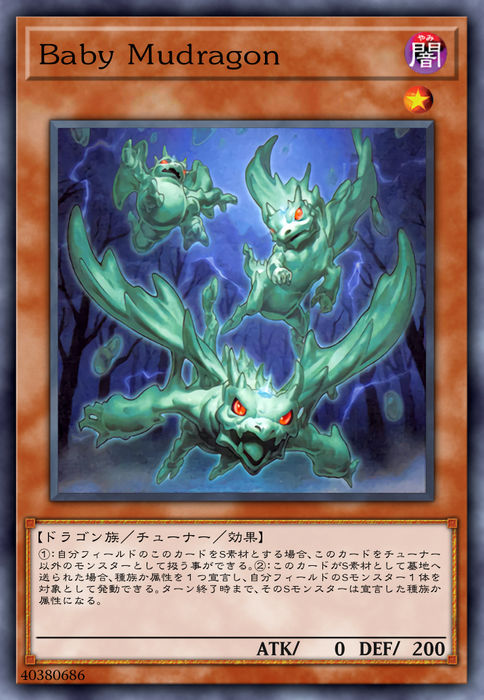 Baby Mudragon
やみ
闇
【ドラゴン族／チューナー／効果】
①：自分フィールドのこのカードをS素材とする場合、このカードをチューナー
以外のモンスターとして扱う事ができる。②：このカードがS素材として墓地へ
送られた場合、種族か属性を１つ宣言し、自分フィールドのSモンスター１体を
対象として発動できる。ターン終了時まで、そのSモンスターは宣言した種族か
属性になる。
ATK/ 0 DEF/ 200
40380686